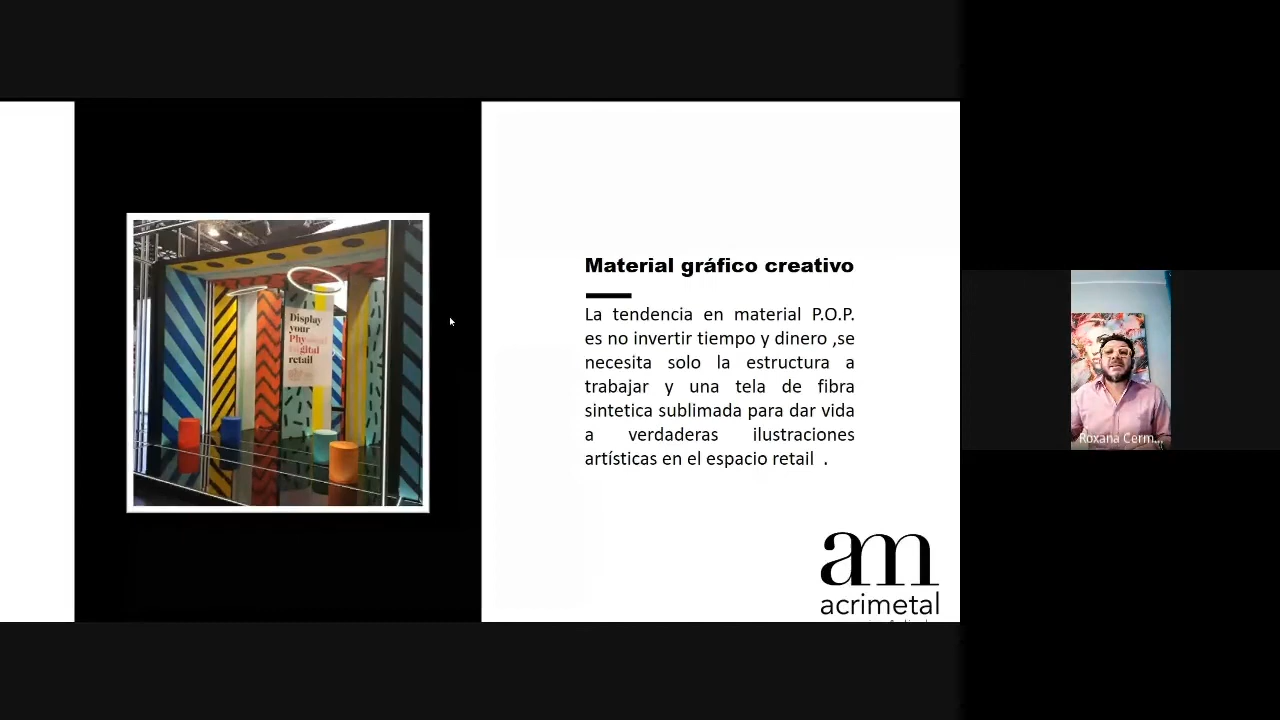 Display
your
Phy
gital
retail
Material gráfico creativo
La tendencia en material P.O.P.
es no invertir tiempo y dinero ,se
necesita solo la estructura a
trabajar y una tela de fibra
sintetica sublimada para dar vida
a verdaderas ilustraciones
artísticas en el espacio retail .
am
acrimetal
Roxana Cerm...